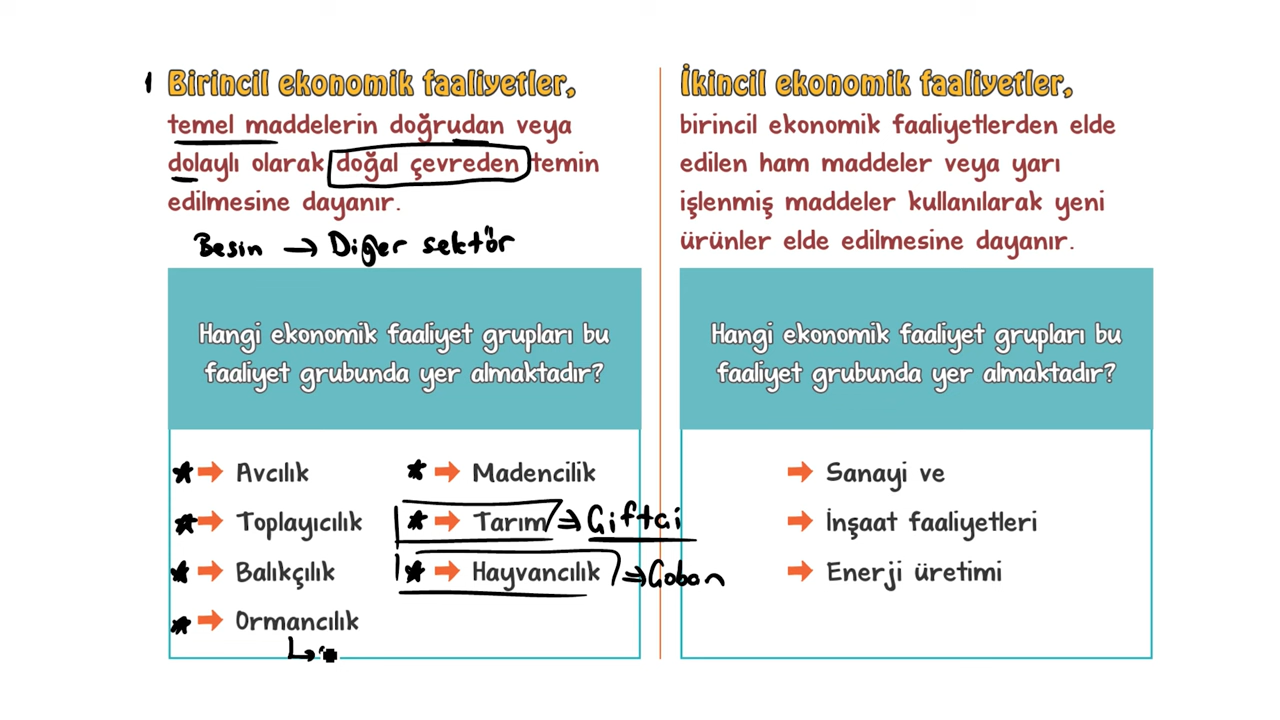 1 Birincil ekonomik faaliyetler,
temel maddelerin doğrudan veya
dolaylı olarak doğal çevreden temin
edilmesine dayanır.
Besin → Diğer sektör
Hangi ekonomik faaliyet grupları bu
faaliyet grubunda yer almaktadır?
Avcılık
Toplayıcılık
Balıkçılık
Ormancılık
Madencilik
Tarım ⇒ Çiftçi
Hayvancılık ⇒ Çoban
İkincil ekonomik faaliyetler,
birincil ekonomik faaliyetlerden elde
edilen ham maddeler veya yarı
işlenmiş maddeler kullanılarak yeni
ürünler elde edilmesine dayanır.
Hangi ekonomik faaliyet grupları bu
faaliyet grubunda yer almaktadır?
Sanayi ve
İnşaat faaliyetleri
Enerji üretimi